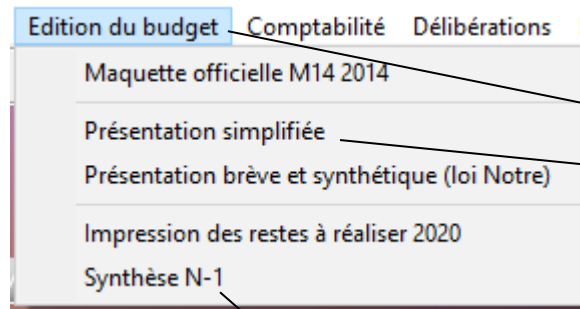 Edition du budget Comptabilité Délibérations
Maquette officielle M14 2014
Présentation simplifiée
Présentation brève et synthétique (loi Notre)
Impression des restes à réaliser 2020
Synthèse N-1